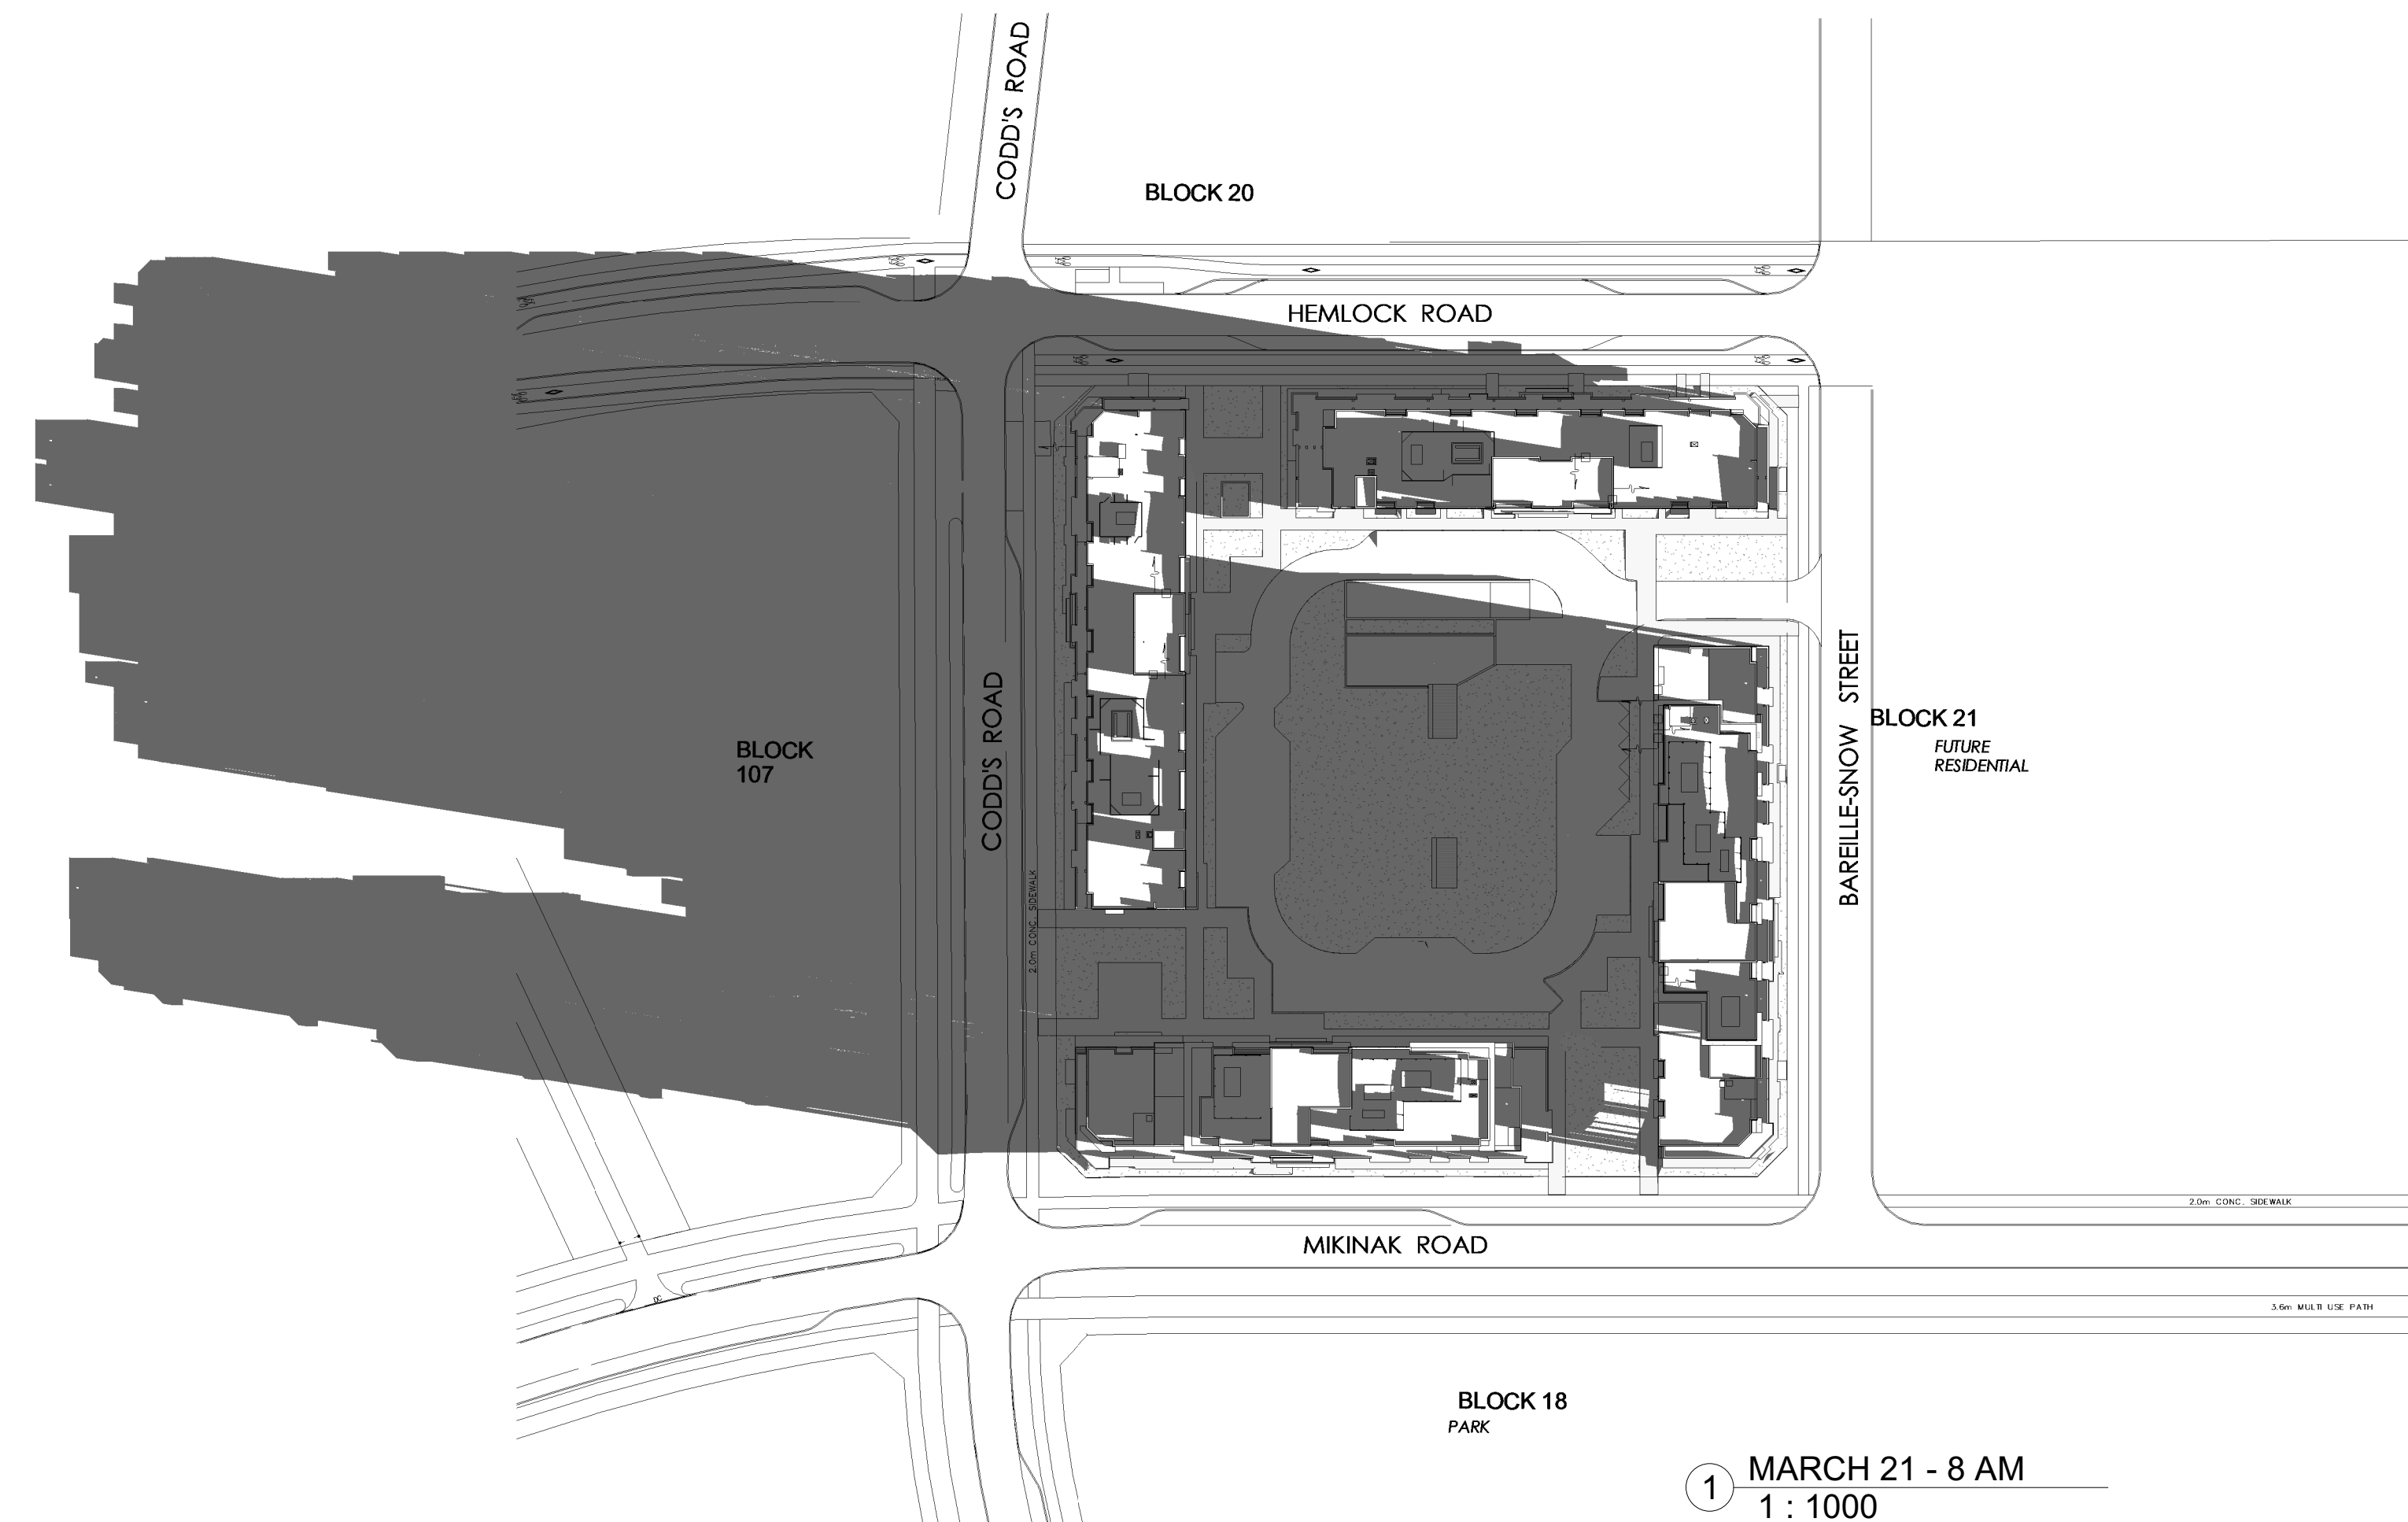 CODD'S ROAD
BLOCK 20
HEMLOCK ROAD
BLOCK
107
CODD'S ROAD
2.0m CONC. SIDEWALK
BAREILLE-SNOW STREET
BLOCK 21
FUTURE
RESIDENTIAL
2.0m CONC. SIDEWALK
MIKINAK ROAD
DC
3.6m MULTI USE PATH
BLOCK 18
PARK
1
MARCH 21 - 8 AM
1 : 1000